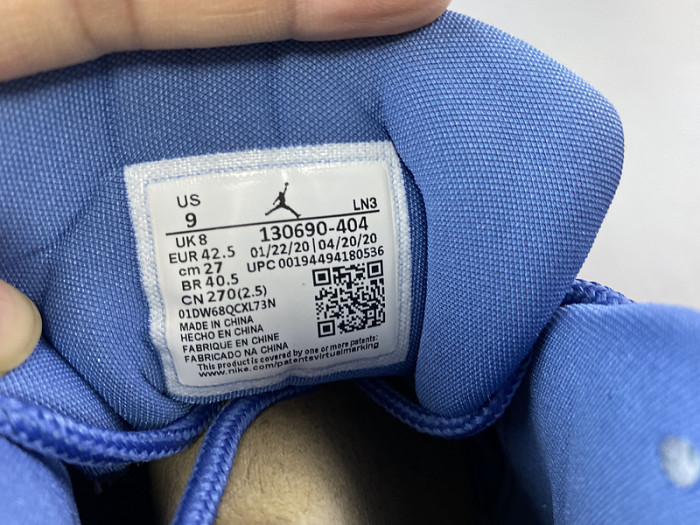 US
9
LN3
UK 8
130690-404
EUR 42.5
01/22/20 | 04/20/20
cm 27
UPC 00194494180536
BR 40.5
CN 270(2.5)
01DW68QCXL73N
MADE IN CHINA
HECHO EN CHINA
FABRIQUE EN CHINE
FABRICADO NA CHINA
This product is covered by one or more patents:
www.nike.com/patentsvirtualmarking